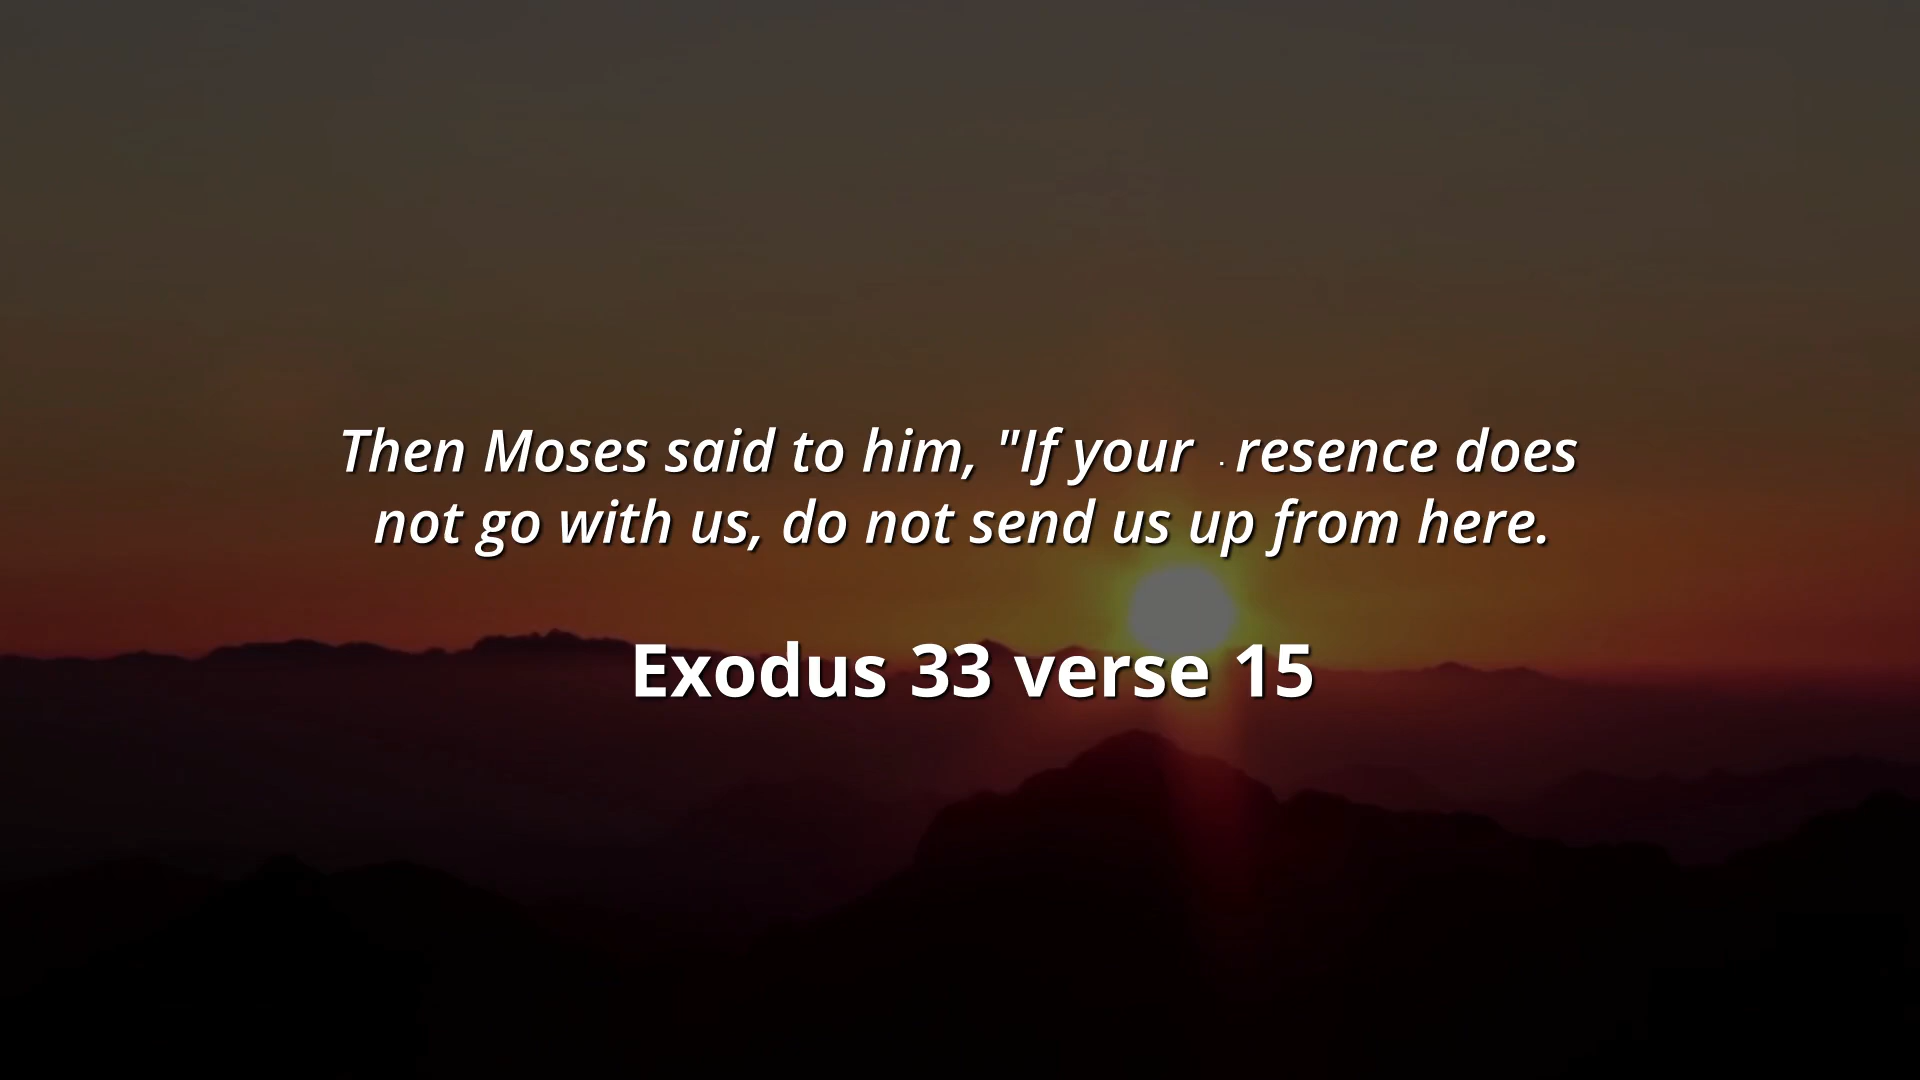 Then Moses said to him, "If your resence does
not go with us, do not send us up from here.
Exodus 33 verse 15